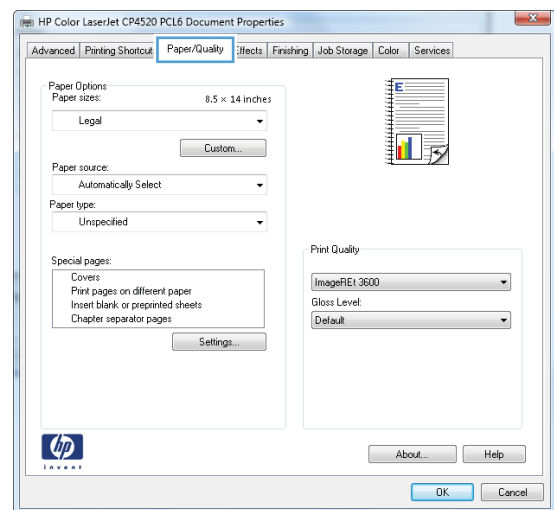 HP Color LaserJet CP4520 PCL6 Document Properties
Advanced Printing Shortcut Paper/Quality Effects Finishing Job Storage Color Services
Paper Options
Paper sizes: 8.5 × 14 inches
Legal
Custom...
Paper source:
Automatically Select
Paper type:
Unspecified
Special pages:
Covers
Print pages on different paper
Insert blank or preprinted sheets
Chapter separator pages
Settings...
E
Print Quality
ImageREt 3600
Gloss Level:
Default
hp
invent
About... Help
OK Cancel